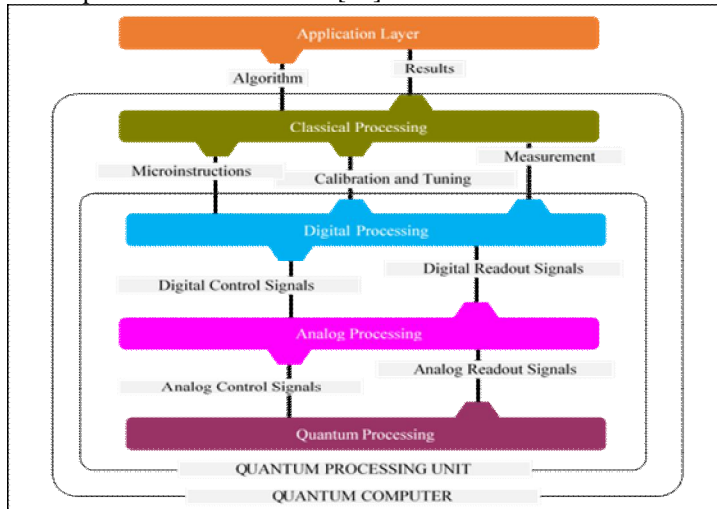 Application Layer
Algorithm
Results
Classical Processing
Microinstructions
Calibration and Tuning
Measurement
Digital Processing
Digital Control Signals
Digital Readout Signals
Analog Processing
Analog Control Signals
Analog Readout Signals
Quantum Processing
QUANTUM PROCESSING UNIT
QUANTUM COMPUTER